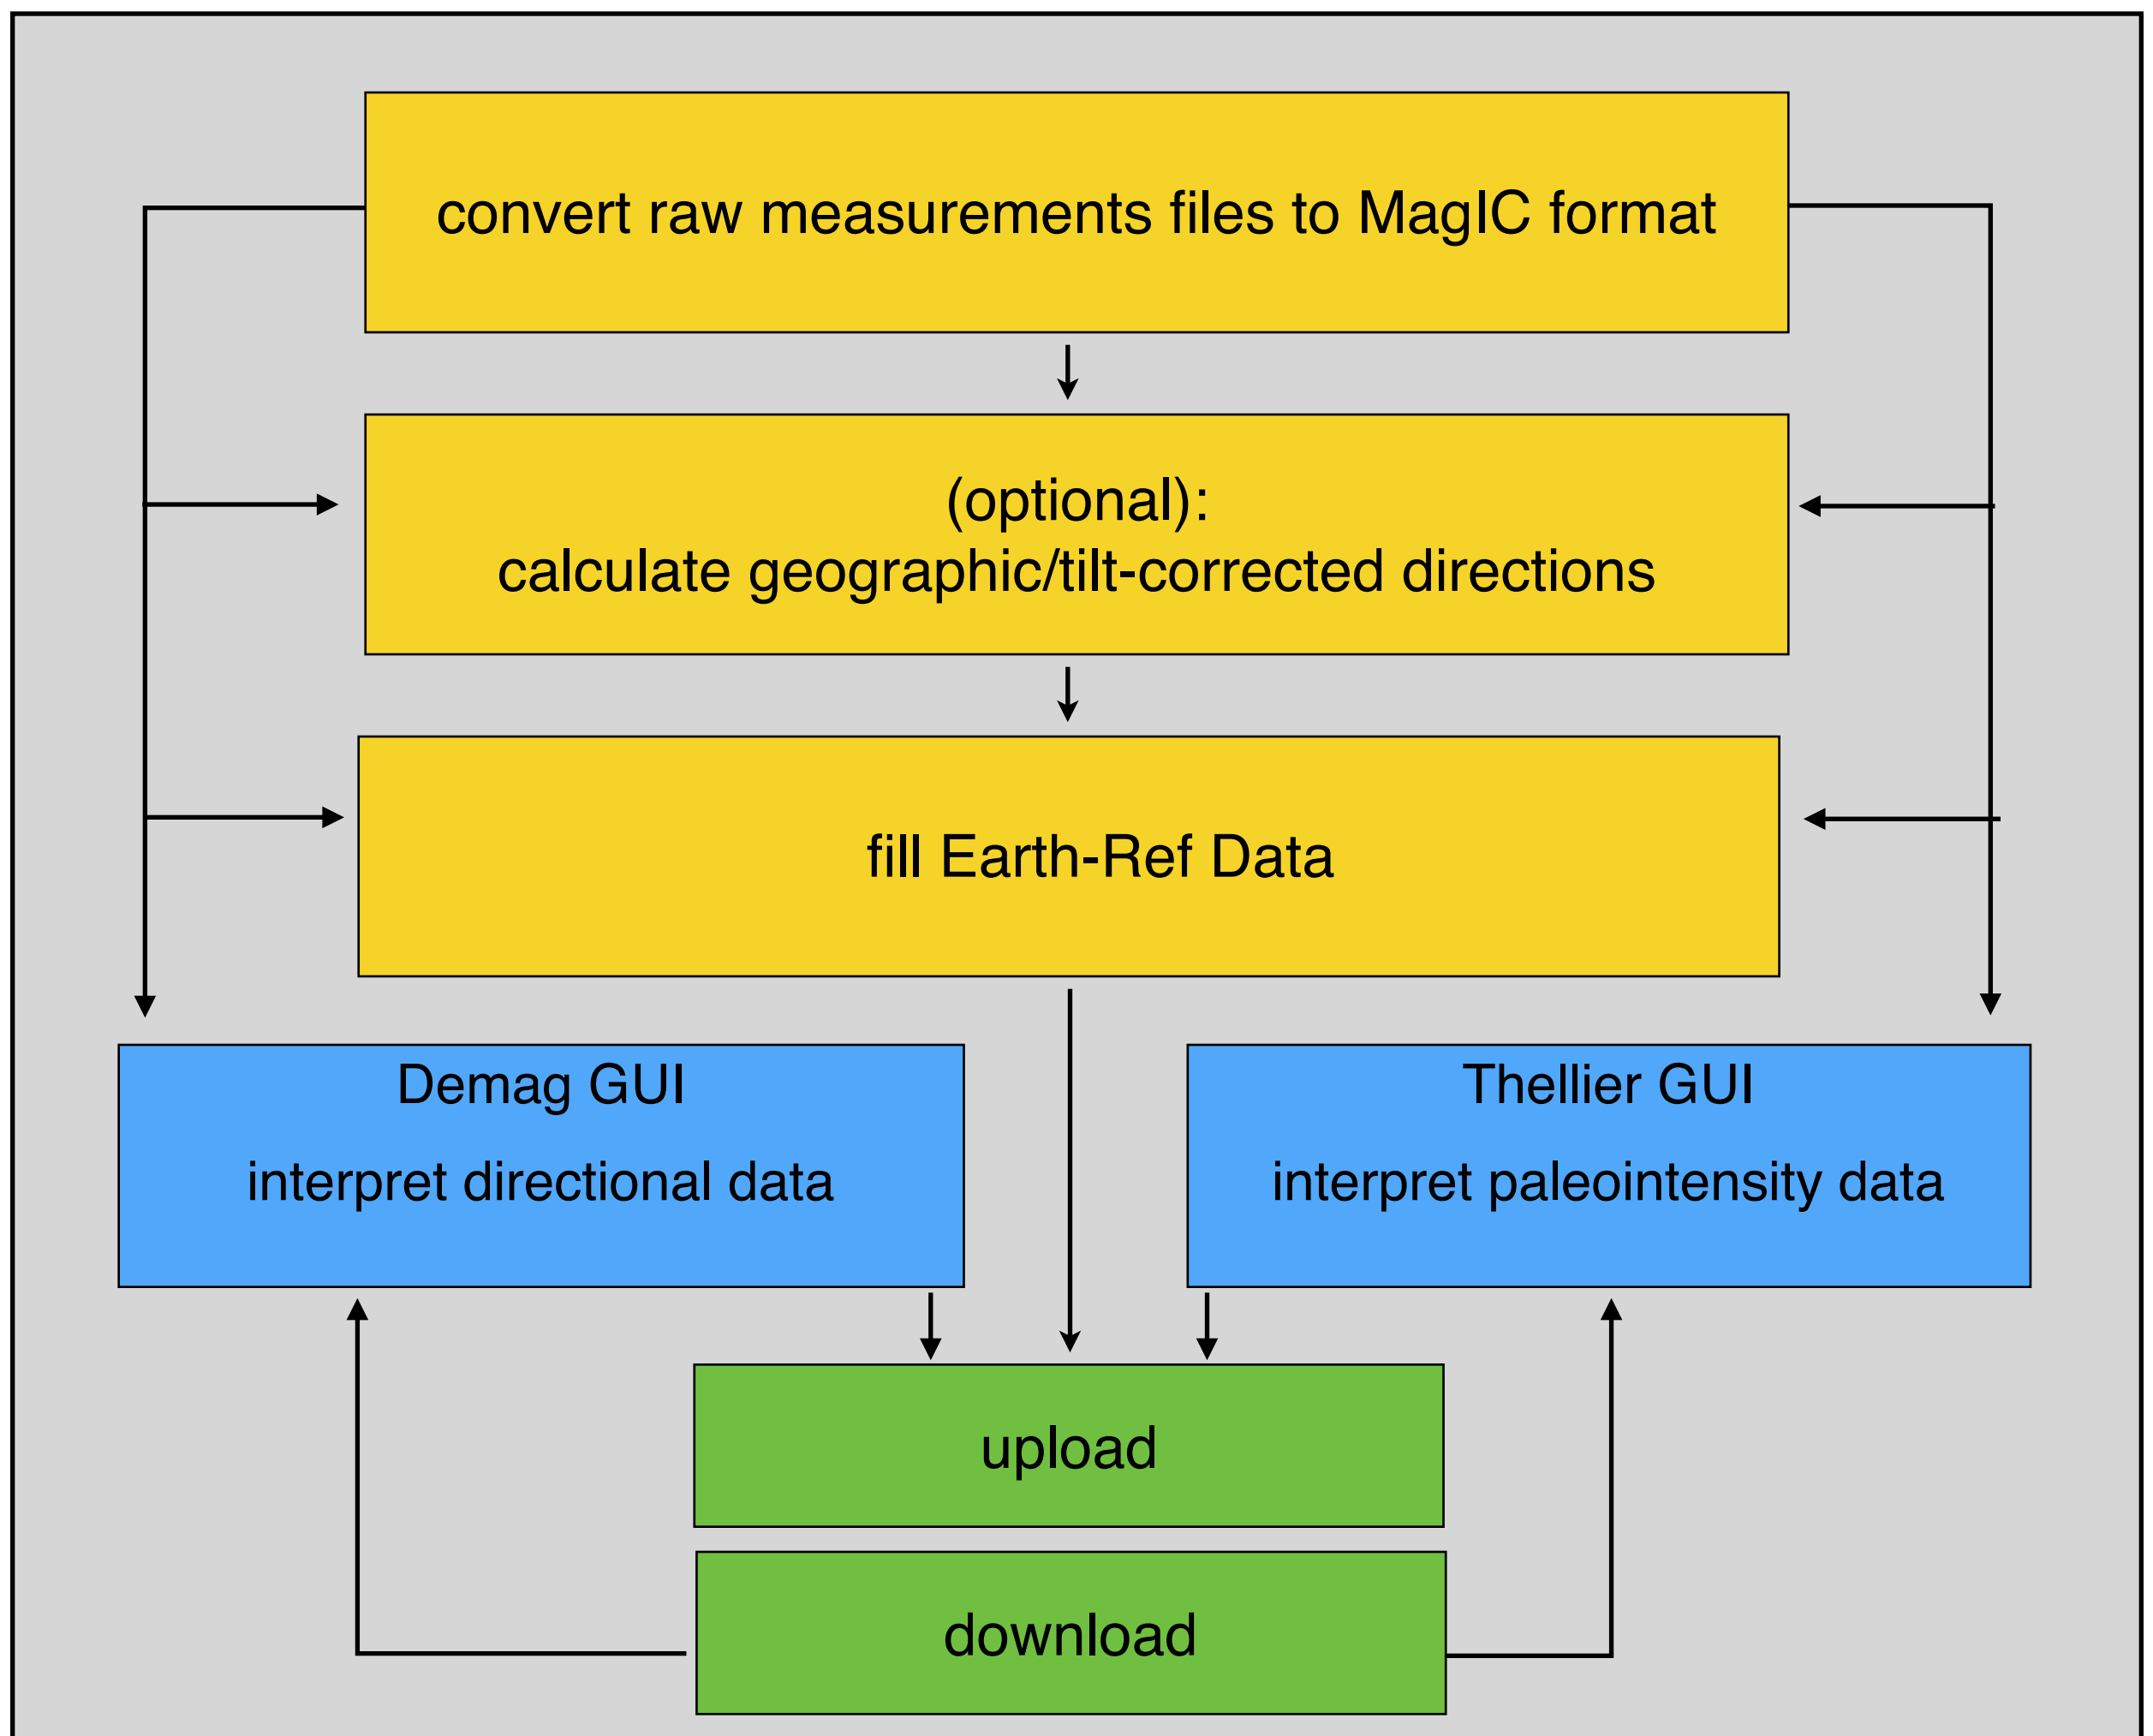 convert raw measurements files to MagIC format
(optional):
calculate geographic/tilt-corrected directions
fill Earth-Ref Data
Demag GUI
interpret directional data
Thellier GUI
interpret paleointensity data
upload
download